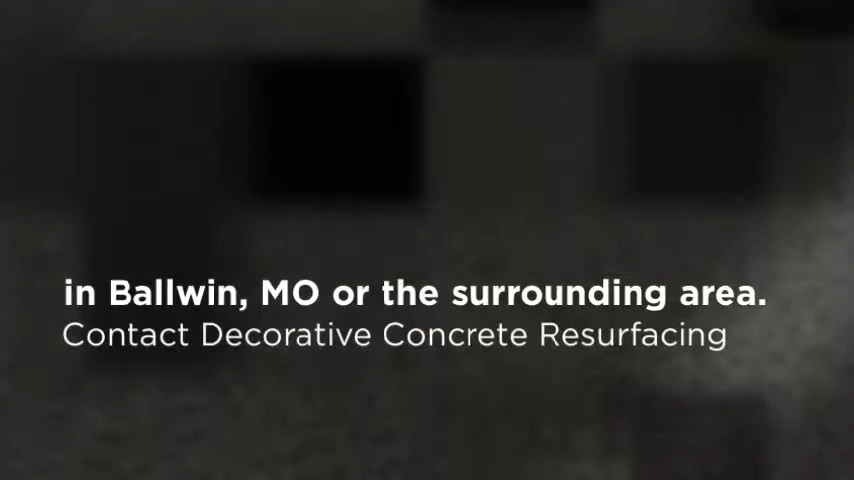 in Ballwin, MO or the surrounding area.
Contact Decorative Concrete Resurfacing